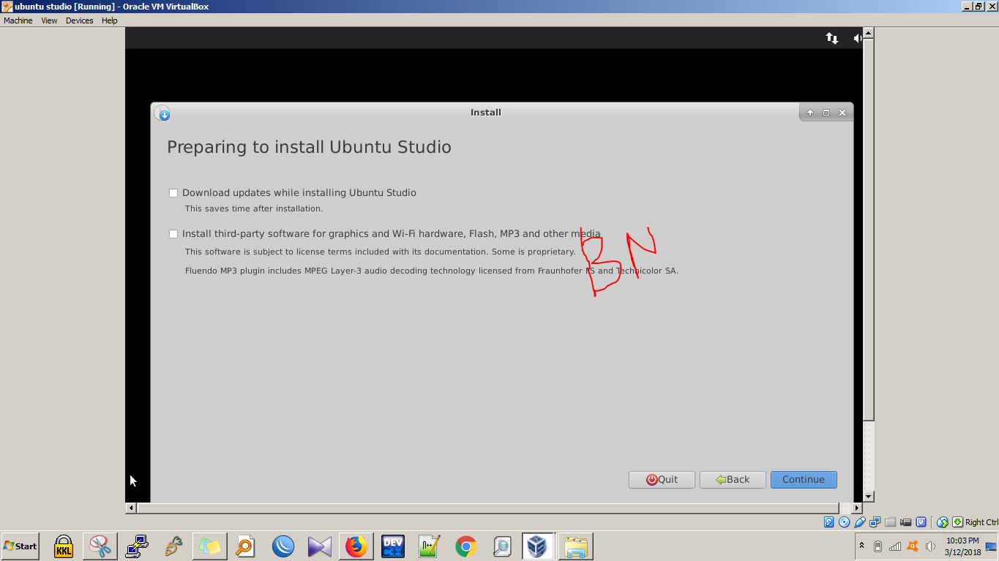 ubuntu studio [Running] - Oracle VM VirtualBox
Machine View Devices Help
Install
Preparing to install Ubuntu Studio
Download updates while installing Ubuntu Studio
This saves time after installation.
Install third-party software for graphics and Wi-Fi hardware, Flash, MP3 and other media
This software is subject to license terms included with its documentation. Some is proprietary.
Fluendo MP3 plugin includes MPEG Layer-3 audio decoding technology licensed from Fraunhofer IIS and Technicolor SA.
BN
Quit Back Continue
Right Ctrl
Start KKL DEV C++ 10:03 PM
3/12/2018